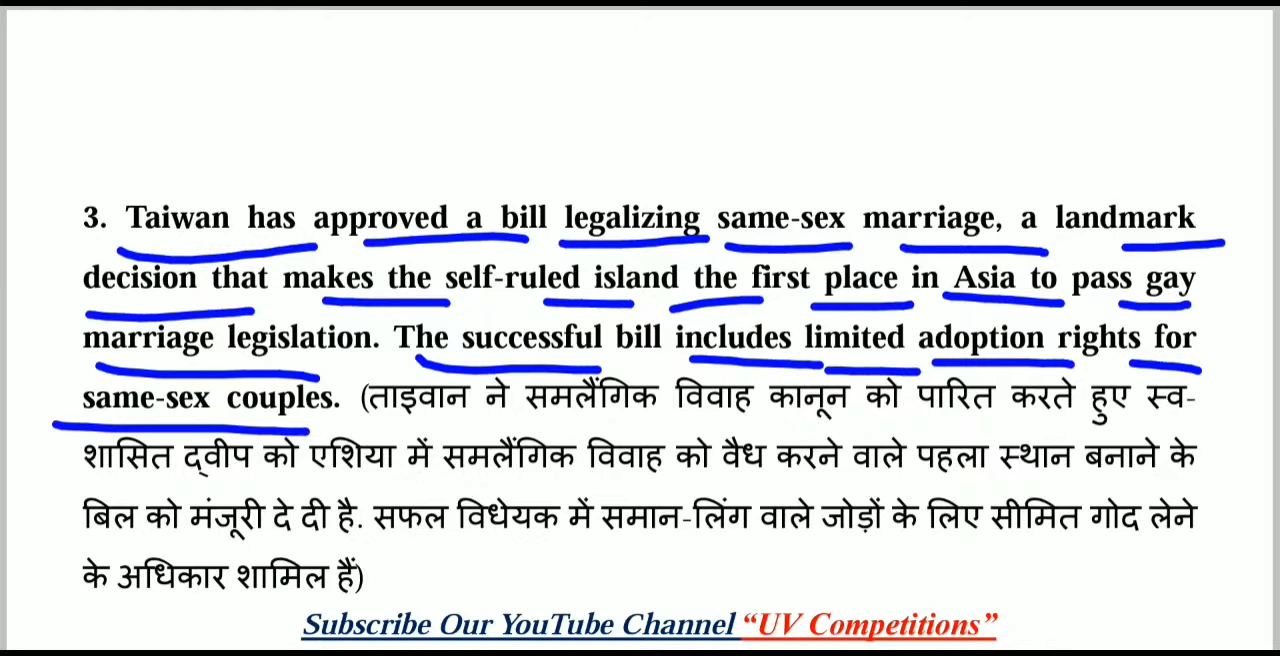 3. Taiwan has approved a bill legalizing same-sex marriage, a landmark
decision that makes the self-ruled island the first place in Asia to pass gay
marriage legislation. The successful bill includes limited adoption rights for
same-sex couples. (ताइवान ने समलैंगिक विवाह कानून को पारित करते हुए स्व-
शासित द्वीप को एशिया में समलैंगिक विवाह को वैध करने वाले पहला स्थान बनाने के
बिल को मंजूरी दे दी है. सफल विधेयक में समान-लिंग वाले जोड़ों के लिए सीमित गोद लेने
के अधिकार शामिल हैं)
Subscribe Our YouTube Channel “UV Competitions”